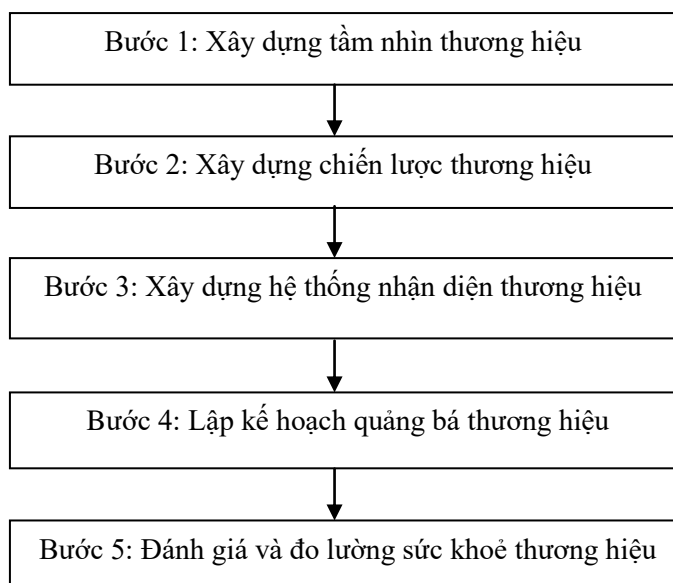 Bước 1: Xây dựng tầm nhìn thương hiệu
Bước 2: Xây dựng chiến lược thương hiệu
Bước 3: Xây dựng hệ thống nhận diện thương hiệu
Bước 4: Lập kế hoạch quảng bá thương hiệu
Bước 5: Đánh giá và đo lường sức khoẻ thương hiệu